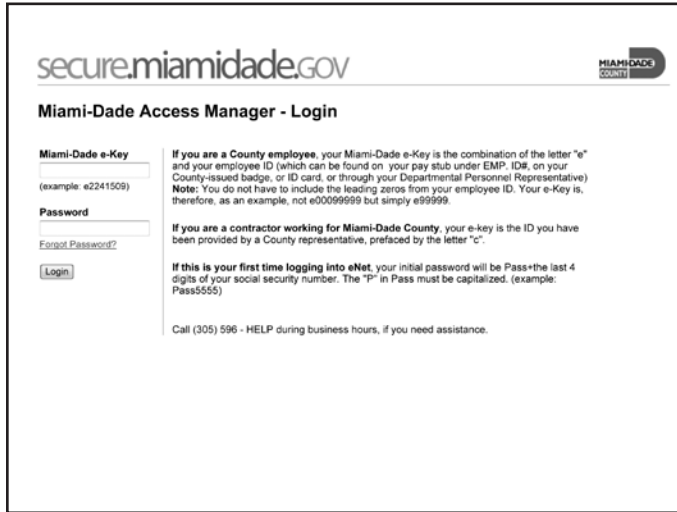 secure.miamidade.GOV
MIAMI-DADE
COUNTY
Miami-Dade Access Manager - Login
Miami-Dade e-Key
(example: e2241509)
Password
Forgot Password?
Login
If you are a County employee, your Miami-Dade e-Key is the combination of the letter "e"
and your employee ID (which can be found on your pay stub under EMP. ID#, on your
County-issued badge, or ID card, or through your Departmental Personnel Representative)
Note: You do not have to include the leading zeros from your employee ID. Your e-Key is,
therefore, as an example, not e00099999 but simply e99999.
If you are a contractor working for Miami-Dade County, your e-key is the ID you have
been provided by a County representative, prefaced by the letter "c".
If this is your first time logging into eNet, your initial password will be Pass+the last 4
digits of your social security number. The "P" in Pass must be capitalized. (example:
Pass5555)
Call (305) 596 - HELP during business hours, if you need assistance.